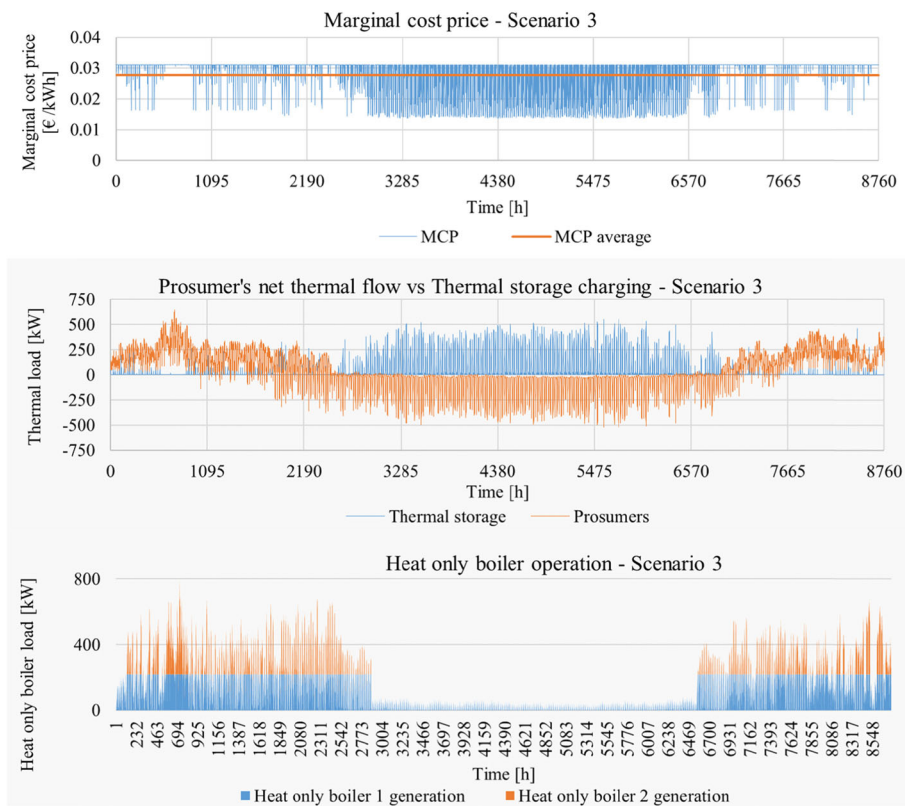 Marginal cost price - Scenario 3
Marginal cost price
[€ /kWh]
0.04
0.03
0.02
0.01
0
0 1095 2190 3285 4380 5475 6570 7665 8760
Time [h]
MCP MCP average
Prosumer's net thermal flow vs Thermal storage charging - Scenario 3
Thermal load [kW]
750
500
250
0
-250
-500
-750
0 1095 2190 3285 4380 5475 6570 7665 8760
Time [h]
Thermal storage Prosumers
Heat only boiler operation - Scenario 3
Heat only boiler load [kW]
800
400
0
1 232 463 694 925 1156 1387 1618 1849 2080 2311 2542 2773 3004 3235 3466 3697 3928 4159 4390 4621 4852 5083 5314 5545 5776 6007 6238 6469 6700 6931 7162 7393 7624 7855 8086 8317 8548
Time [h]
Heat only boiler 1 generation Heat only boiler 2 generation